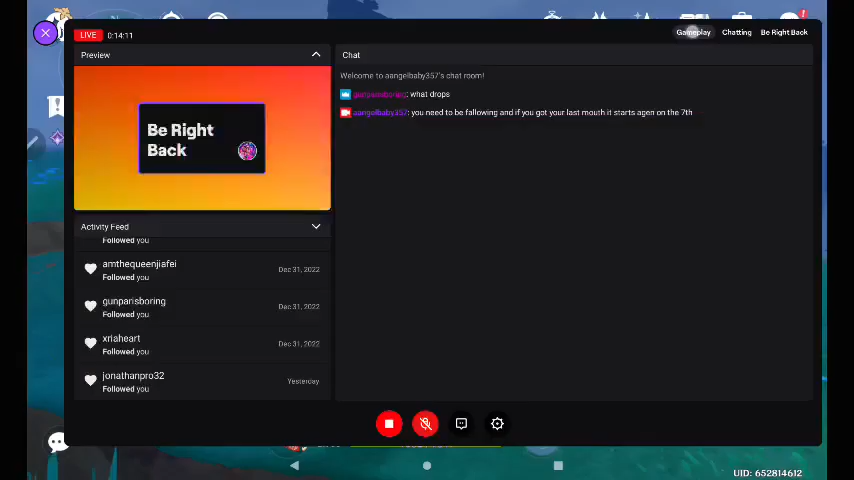 LIVE 0:14:11
Gameplay Chatting Be Right Back
Preview
Be Right
Back
Activity Feed
Followed you
amthequeenjiafei
Followed you
Dec 31, 2022
gunparisboring
Followed you
Dec 31, 2022
xriaheart
Followed you
Dec 31, 2022
jonathanpro32
Followed you
Yesterday
Chat
Welcome to aangelbaby357's chat room!
gunparisboring: what drops
aangelbaby357: you need to be fallowing and if you got your last mouth it starts agen on the 7th
UID: 652814612